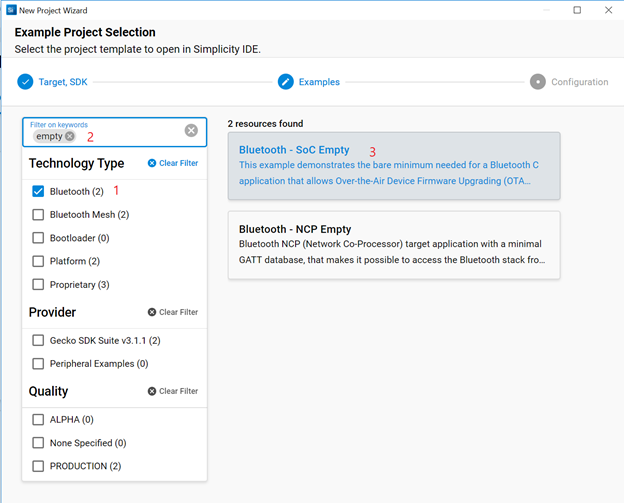 New Project Wizard
Example Project Selection
Select the project template to open in Simplicity IDE.
Target, SDK
Examples
Configuration
Filter on keywords
empty
2
Technology Type
Clear Filter
Bluetooth (2)
1
Bluetooth Mesh (2)
Bootloader (0)
Platform (2)
Proprietary (3)
Provider
Clear Filter
Gecko SDK Suite v3.1.1 (2)
Peripheral Examples (0)
Quality
Clear Filter
ALPHA (0)
None Specified (0)
PRODUCTION (2)
2 resources found
Bluetooth - SoC Empty
3
This example demonstrates the bare minimum needed for a Bluetooth C
application that allows Over-the-Air Device Firmware Upgrading (OTA...
Bluetooth - NCP Empty
Bluetooth NCP (Network Co-Processor) target application with a minimal
GATT database, that makes it possible to access the Bluetooth stack fro...